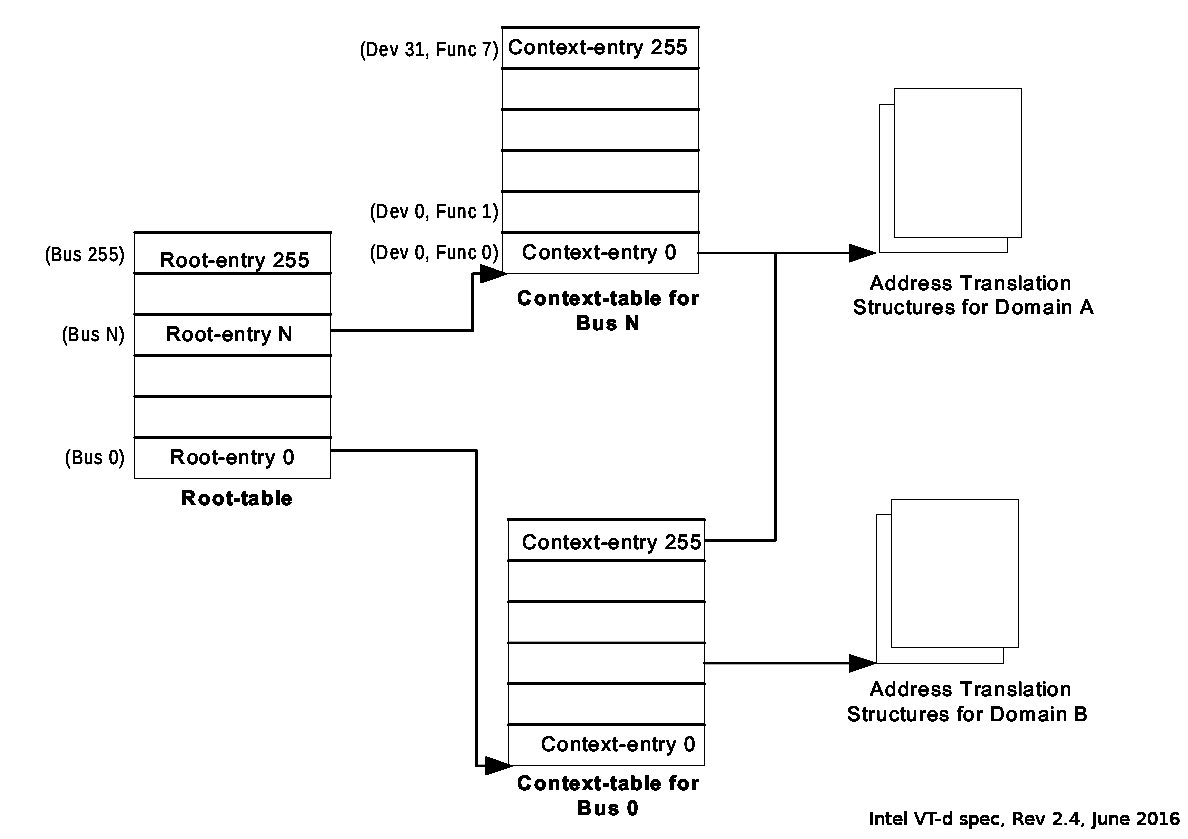 (Dev 31, Func 7) Context-entry 255
(Dev 0, Func 1)
(Dev 0, Func 0) Context-entry 0
Context-table for
Bus N
Address Translation
Structures for Domain A
(Bus 255) Root-entry 255
(Bus N) Root-entry N
(Bus 0) Root-entry 0
Root-table
Context-entry 255
Context-entry 0
Context-table for
Bus 0
Address Translation
Structures for Domain B
Intel VT-d spec, Rev 2.4, June 2016